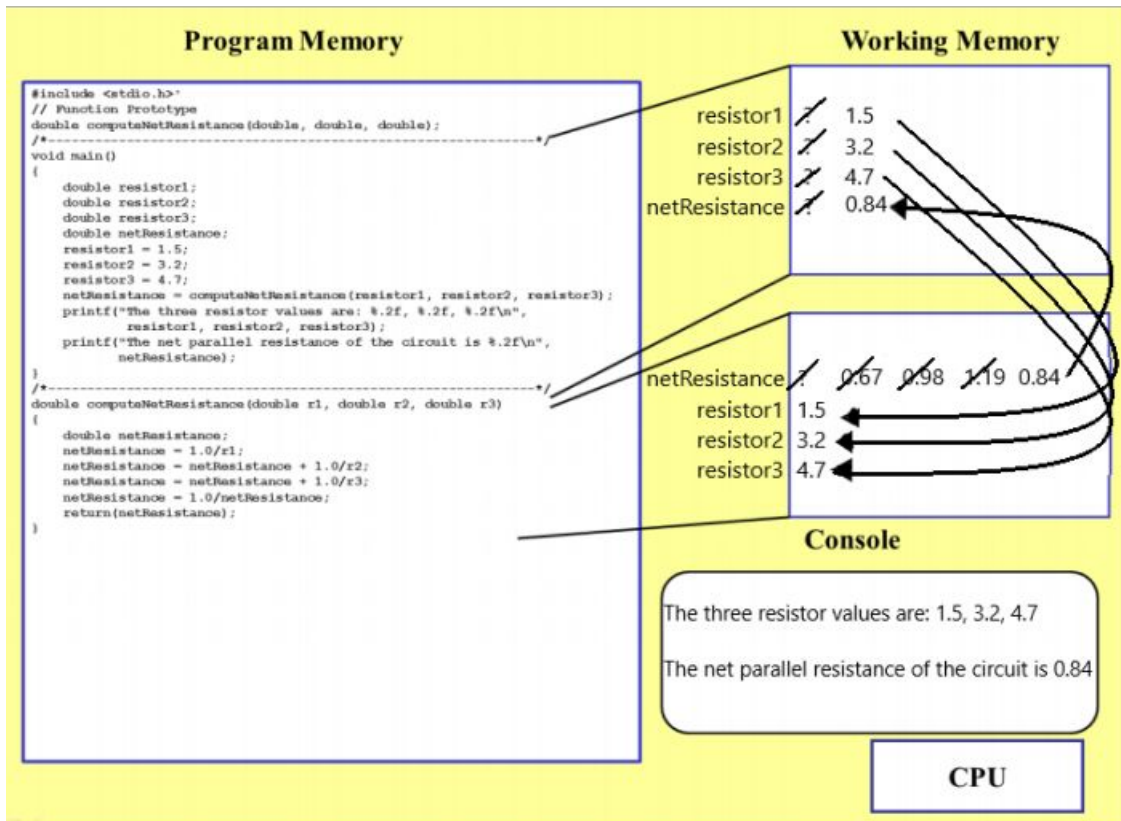 Program Memory
#include <stdio.h>
// Function Prototype
double computeNetResistance(double, double, double);
/*----------------------------------------------------------*/
void main()
{
    double resistor1;
    double resistor2;
    double resistor3;
    double netResistance;
    resistor1 = 1.5;
    resistor2 = 3.2;
    resistor3 = 4.7;
    netResistance = computeNetResistance(resistor1, resistor2, resistor3);
    printf("The three resistor values are: %.2f, %.2f, %.2f\n",
            resistor1, resistor2, resistor3);
    printf("The net parallel resistance of the circuit is %.2f\n",
           netResistance);
}
/*----------------------------------------------------------*/
double computeNetResistance(double r1, double r2, double r3)
{
    double netResistance;
    netResistance = 1.0/r1;
    netResistance = netResistance + 1.0/r2;
    netResistance = netResistance + 1.0/r3;
    netResistance = 1.0/netResistance;
    return(netResistance);
}
Working Memory
resistor1 ? 1.5
resistor2 ? 3.2
resistor3 ? 4.7
netResistance ? 0.84
netResistance ? 0.67 0.98 1.19 0.84
resistor1 1.5
resistor2 3.2
resistor3 4.7
Console
The three resistor values are: 1.5, 3.2, 4.7
The net parallel resistance of the circuit is 0.84
CPU